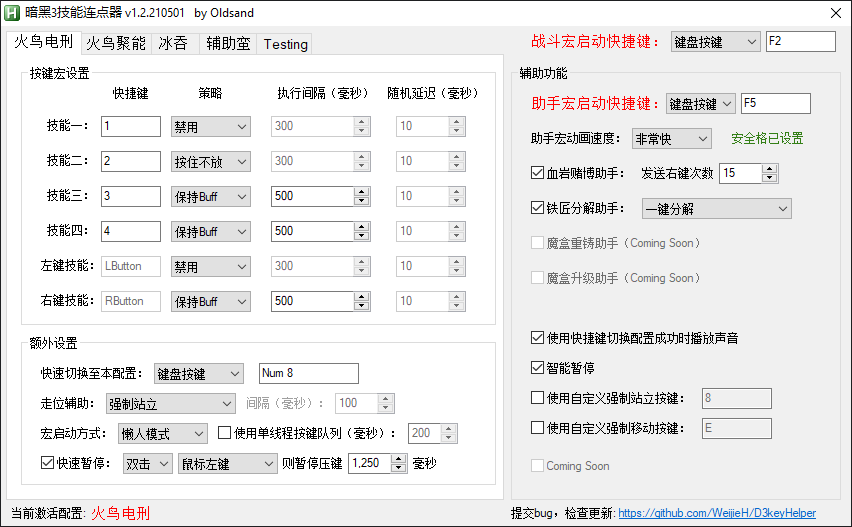 暗黑3技能连点器 v1.2.210501 by Oldsand
火鸟电刑 火鸟聚能 冰吞 辅助蛮 Testing
战斗宏启动快捷键： 键盘按键 F2
按键宏设置
快捷键 策略 执行间隔（毫秒） 随机延迟（毫秒）
技能一： 1 禁用 300 10
技能二： 2 按住不放 300 10
技能三： 3 保持Buff 500 10
技能四： 4 保持Buff 500 10
左键技能： LButton 禁用 300 10
右键技能： RButton 保持Buff 500 10
额外设置
快速切换至本配置： 键盘按键 Num 8
走位辅助： 强制站立 间隔（毫秒）： 100
宏启动方式： 懒人模式 使用单线程按键队列（毫秒）： 200
快速暂停： 双击 鼠标左键 则暂停压键 1,250 毫秒
辅助功能
助手宏启动快捷键： 键盘按键 F5
助手宏动画速度： 非常快 安全格已设置
血岩赌博助手： 发送右键次数 15
铁匠分解助手： 一键分解
魔盒重铸助手（Coming Soon）
魔盒升级助手（Coming Soon）
使用快捷键切换配置成功时播放声音
智能暂停
使用自定义强制站立按键： 8
使用自定义强制移动按键： E
Coming Soon
当前激活配置: 火鸟电刑
提交bug，检查更新: https://github.com/WeijieH/D3keyHelper